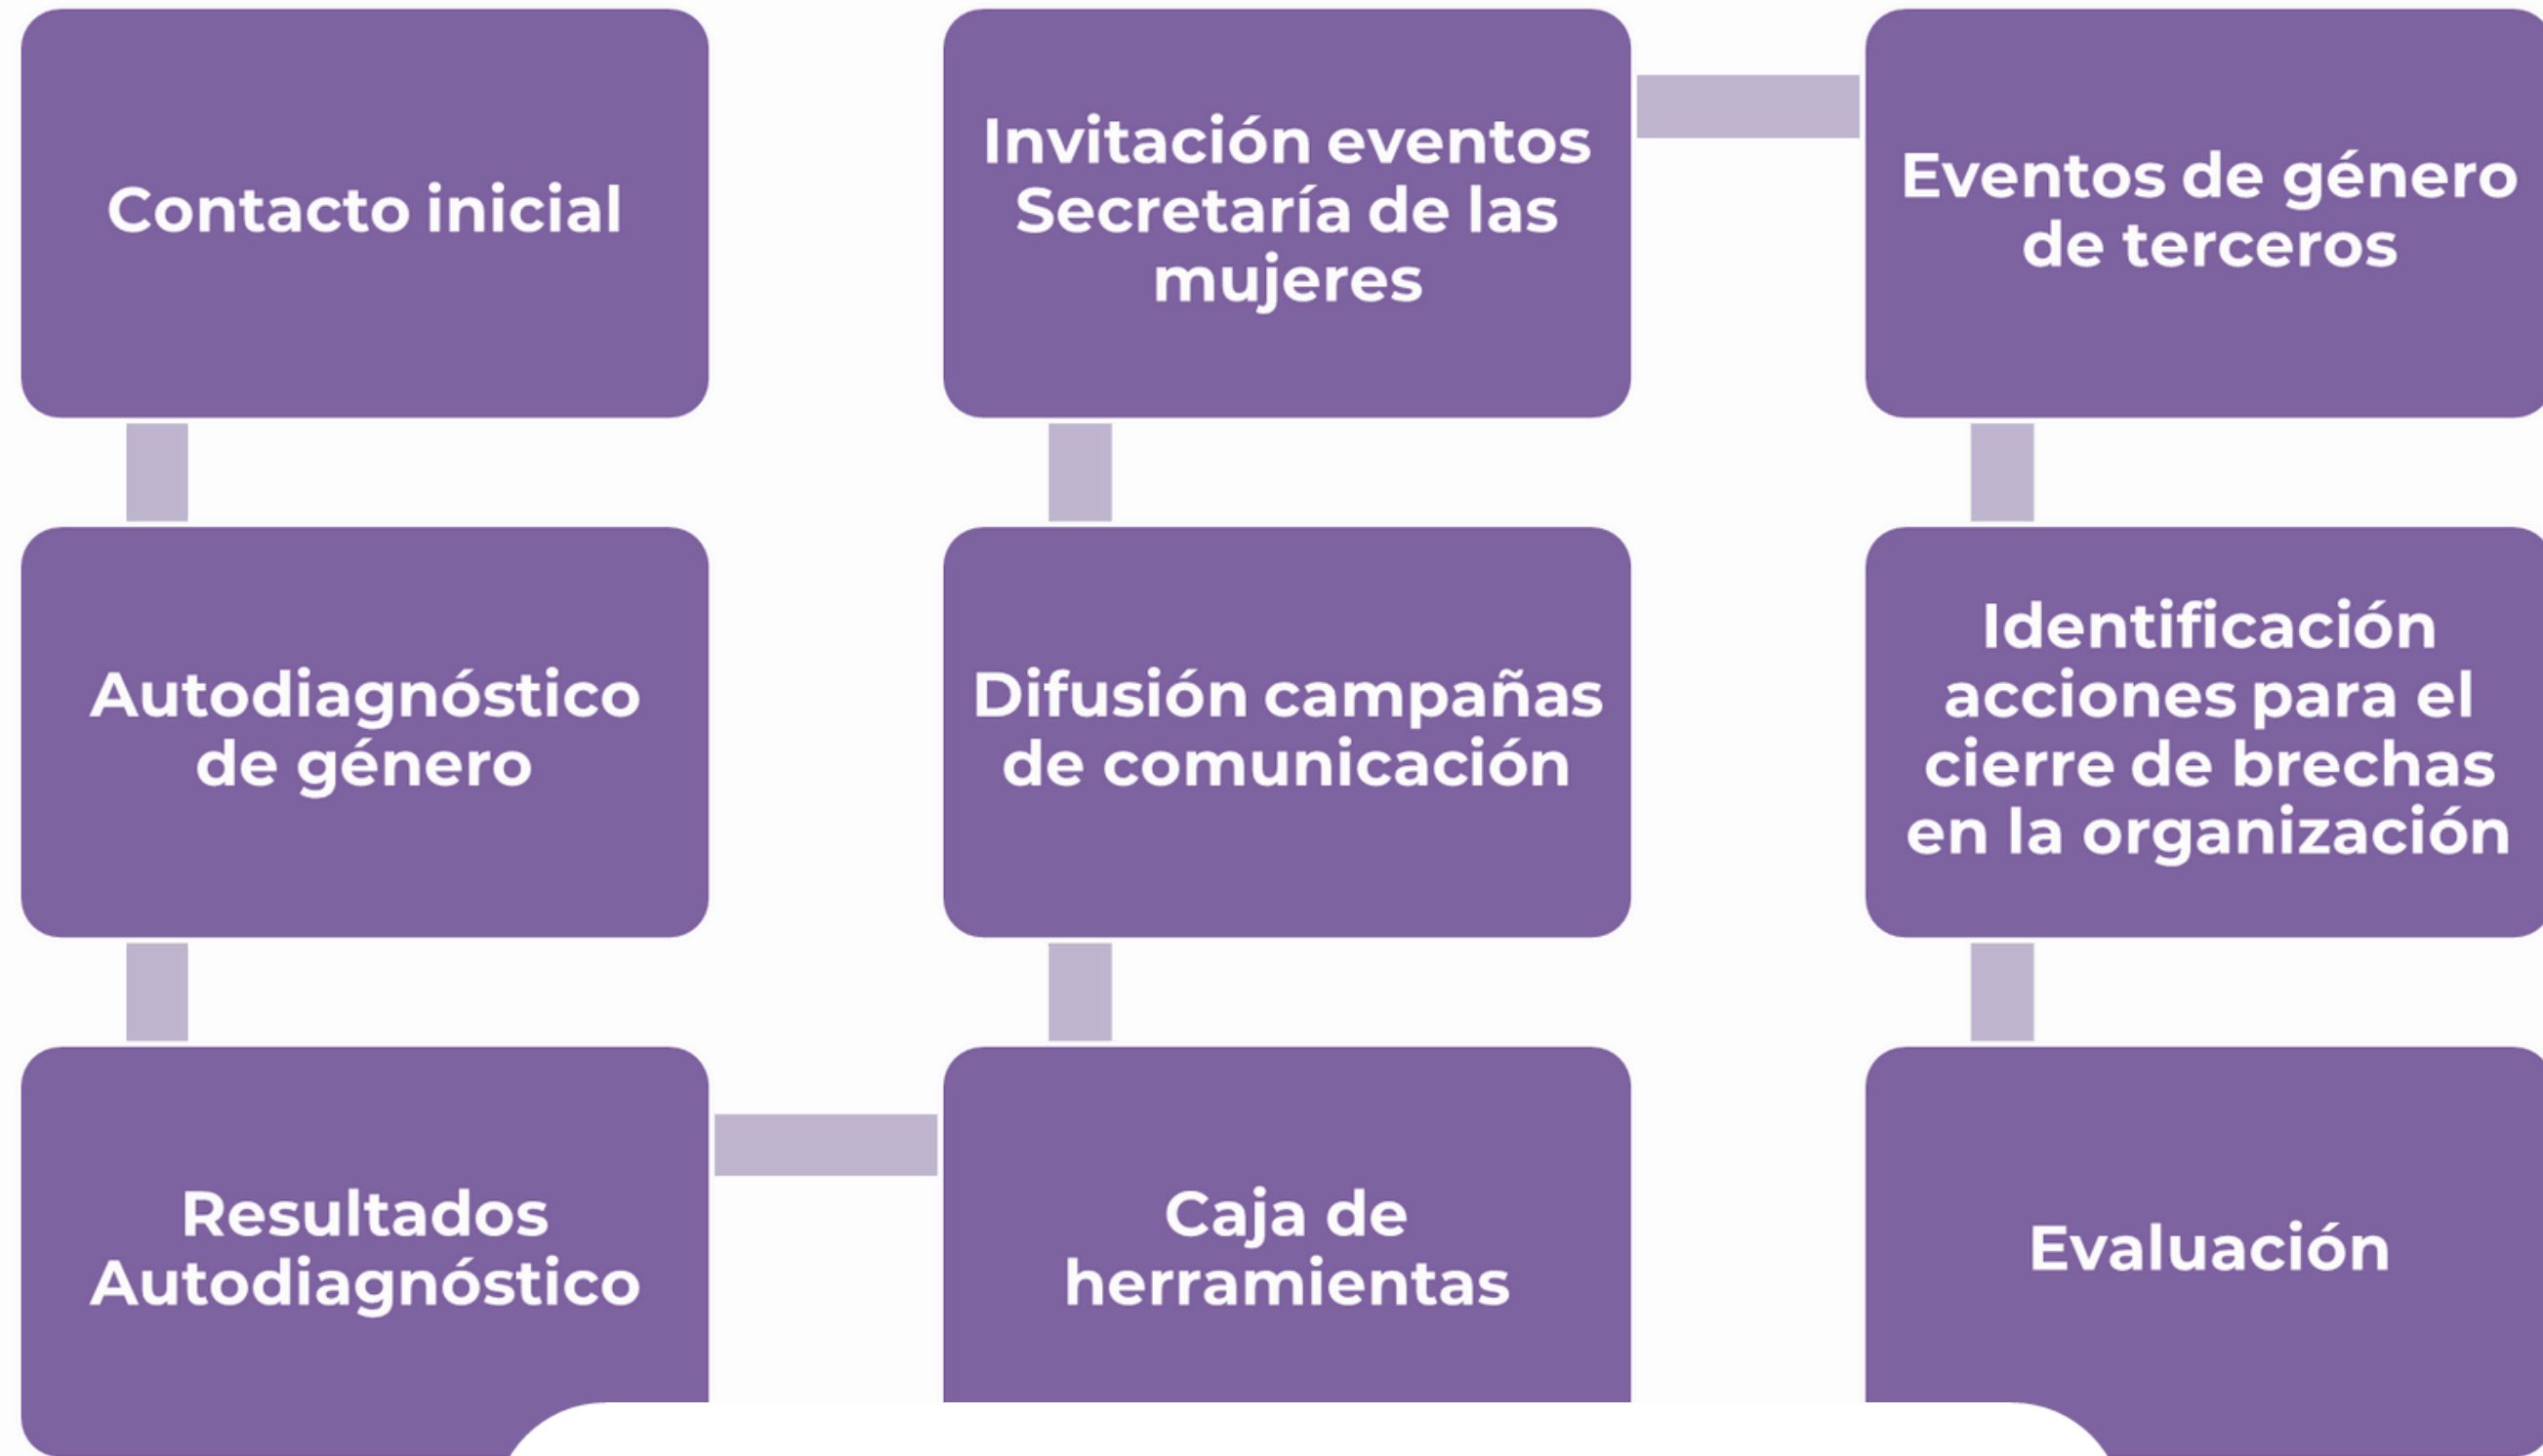 Contacto inicial
Autodiagnóstico
de género
Resultados
Autodiagnóstico
Caja de
herramientas
Difusión campañas
de comunicación
Invitación eventos
Secretaría de las
mujeres
Eventos de género
de terceros
Identificación
acciones para el
cierre de brechas
en la organización
Evaluación